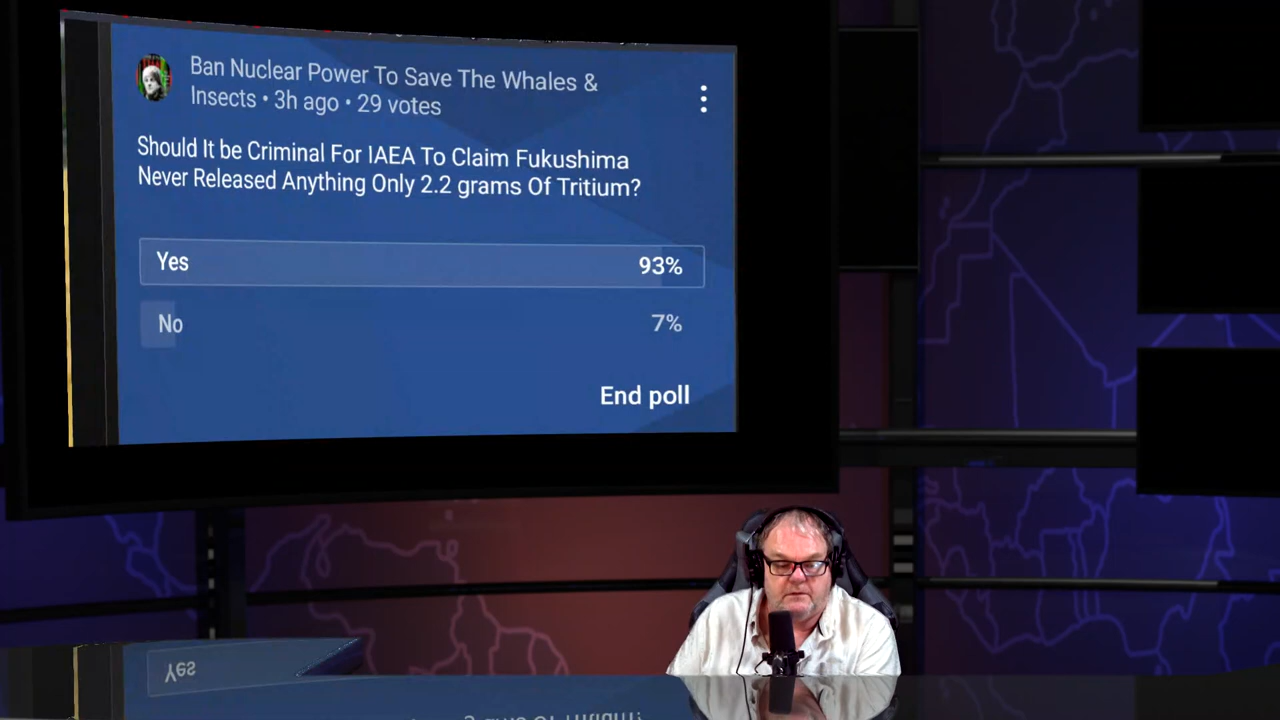 Ban Nuclear Power To Save The Whales &
Insects • 3h ago • 29 votes
Should It be Criminal For IAEA To Claim Fukushima
Never Released Anything Only 2.2 grams Of Tritium?
Yes 93%
No 7%
End poll
Yes